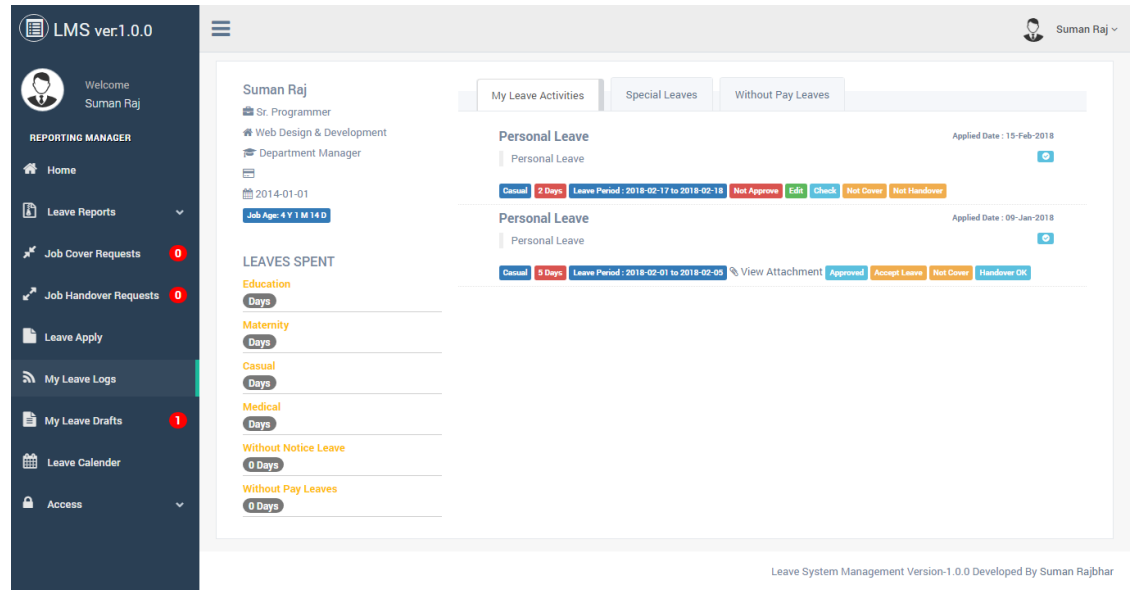 LMS ver:1.0.0
Suman Raj
Welcome
Suman Raj
REPORTING MANAGER
Home
Leave Reports
Job Cover Requests 0
Job Handover Requests 0
Leave Apply
My Leave Logs
My Leave Drafts 1
Leave Calender
Access
Suman Raj
Sr. Programmer
Web Design & Development
Department Manager
2014-01-01
Job Age: 4 Y 1 M 14 D
LEAVES SPENT
Education
Days
Maternity
Days
Casual
Days
Medical
Days
Without Notice Leave
0 Days
Without Pay Leaves
0 Days
My Leave Activities Special Leaves Without Pay Leaves
Personal Leave Applied Date : 15-Feb-2018
Personal Leave
Casual 2 Days Leave Period : 2018-02-17 to 2018-02-18 Not Approve Edit Check Not Cover Not Handover
Personal Leave Applied Date : 09-Jan-2018
Personal Leave
Casual 5 Days Leave Period : 2018-02-01 to 2018-02-05 View Attachment Approved Accept Leave Not Cover Handover OK
Leave System Management Version-1.0.0 Developed By Suman Rajbhar